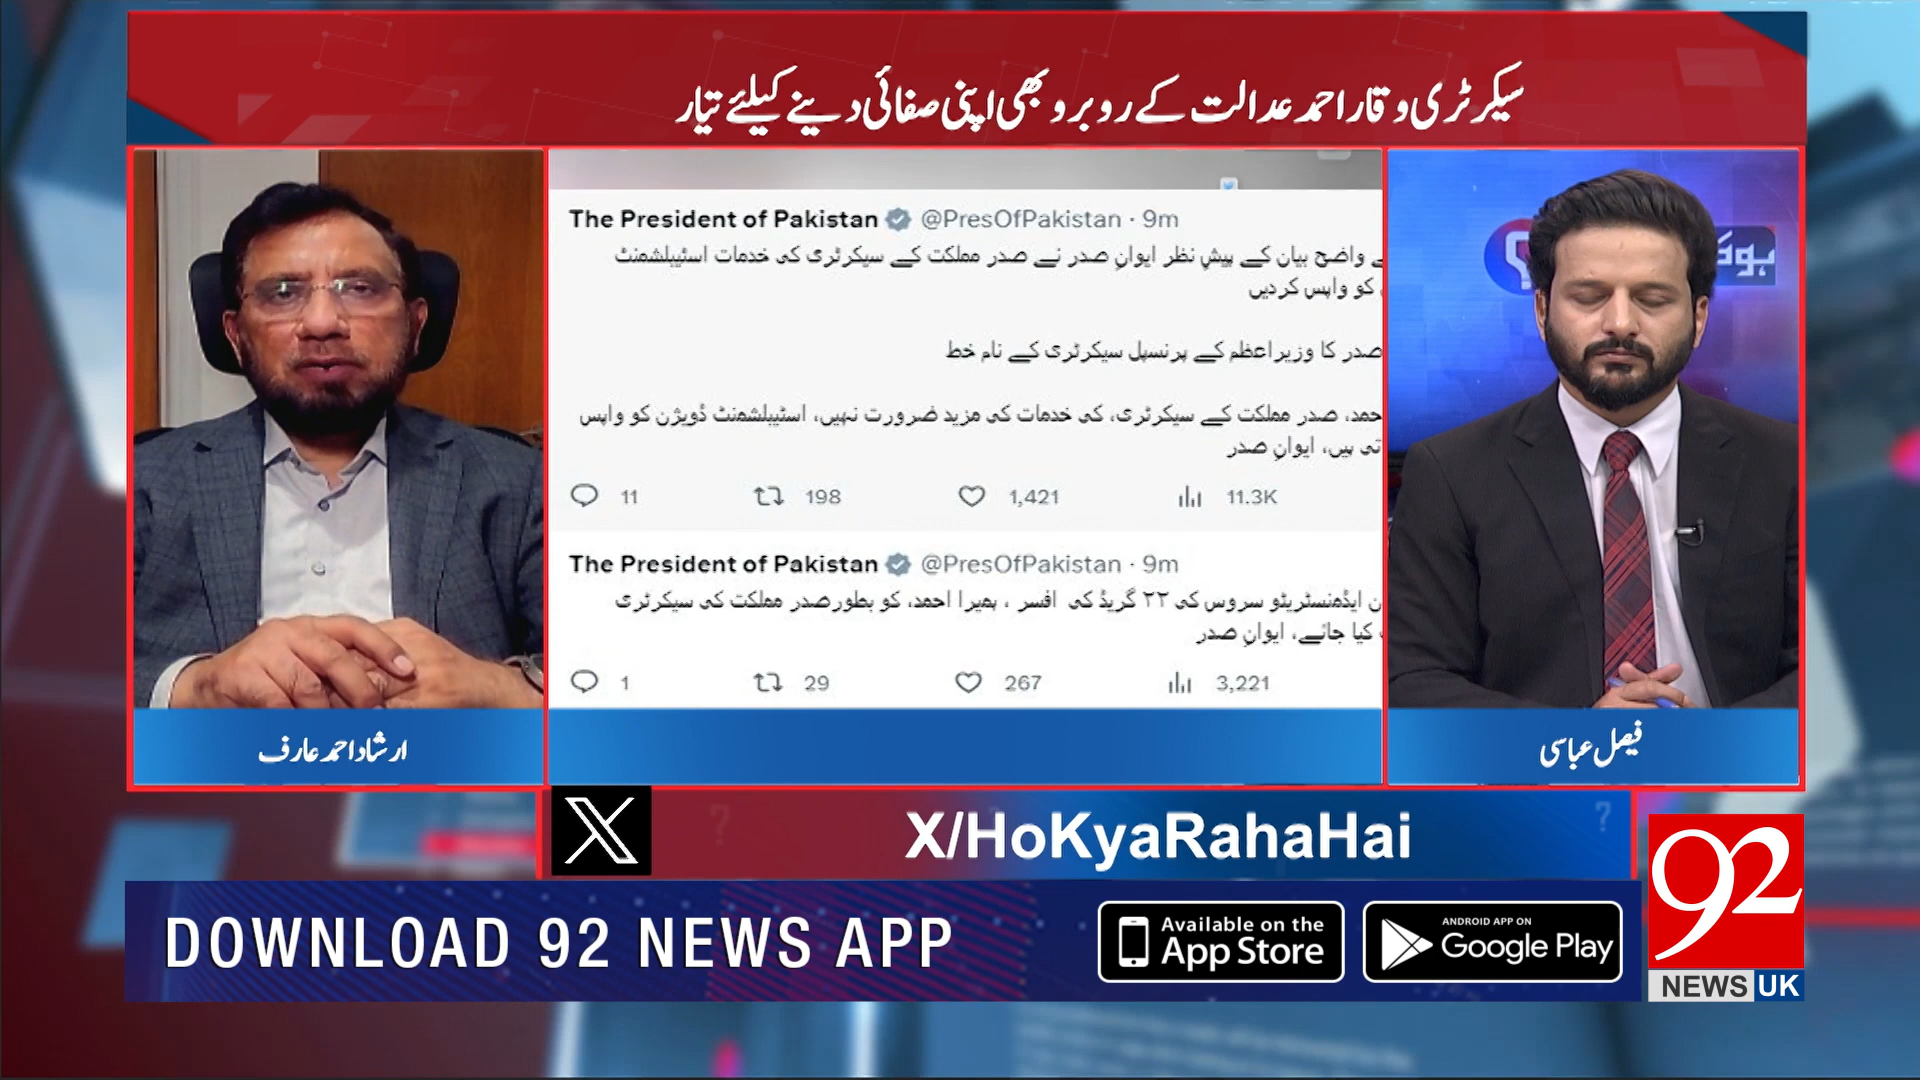 سیکرٹری وقار احمد عدالت کے روبرو بھی اپنی صفائی دینے کیلئے تیار
The President of Pakistan @PresOfPakistan · 9m
واضح بیان کے پیشِ نظر ایوانِ صدر نے صدر مملکت کے سیکرٹری کی خدمات اسٹیبلشمنٹ
کو واپس کردیں
صدر کا وزیراعظم کے پرنسپل سیکرٹری کے نام خط
صدر مملکت کے سیکرٹری، کی خدمات کی مزید ضرورت نہیں، اسٹیبلشمنٹ ڈویژن کو واپس
ہیں، ایوانِ صدر
11 198 1,421 11.3K
The President of Pakistan @PresOfPakistan · 9m
ایڈمنسٹریٹو سروس کی ۲۲ گریڈ کی افسر ، ہمیرا احمد، کو بطورصدر مملکت کی سیکرٹری
کیا جائے، ایوانِ صدر
1 29 267 3,221
ارشاد احمد عارف
فیصل عباسی
X/HoKyaRahaHai
DOWNLOAD 92 NEWS APP
Available on the
App Store
ANDROID APP ON
Google Play
92
NEWS UK